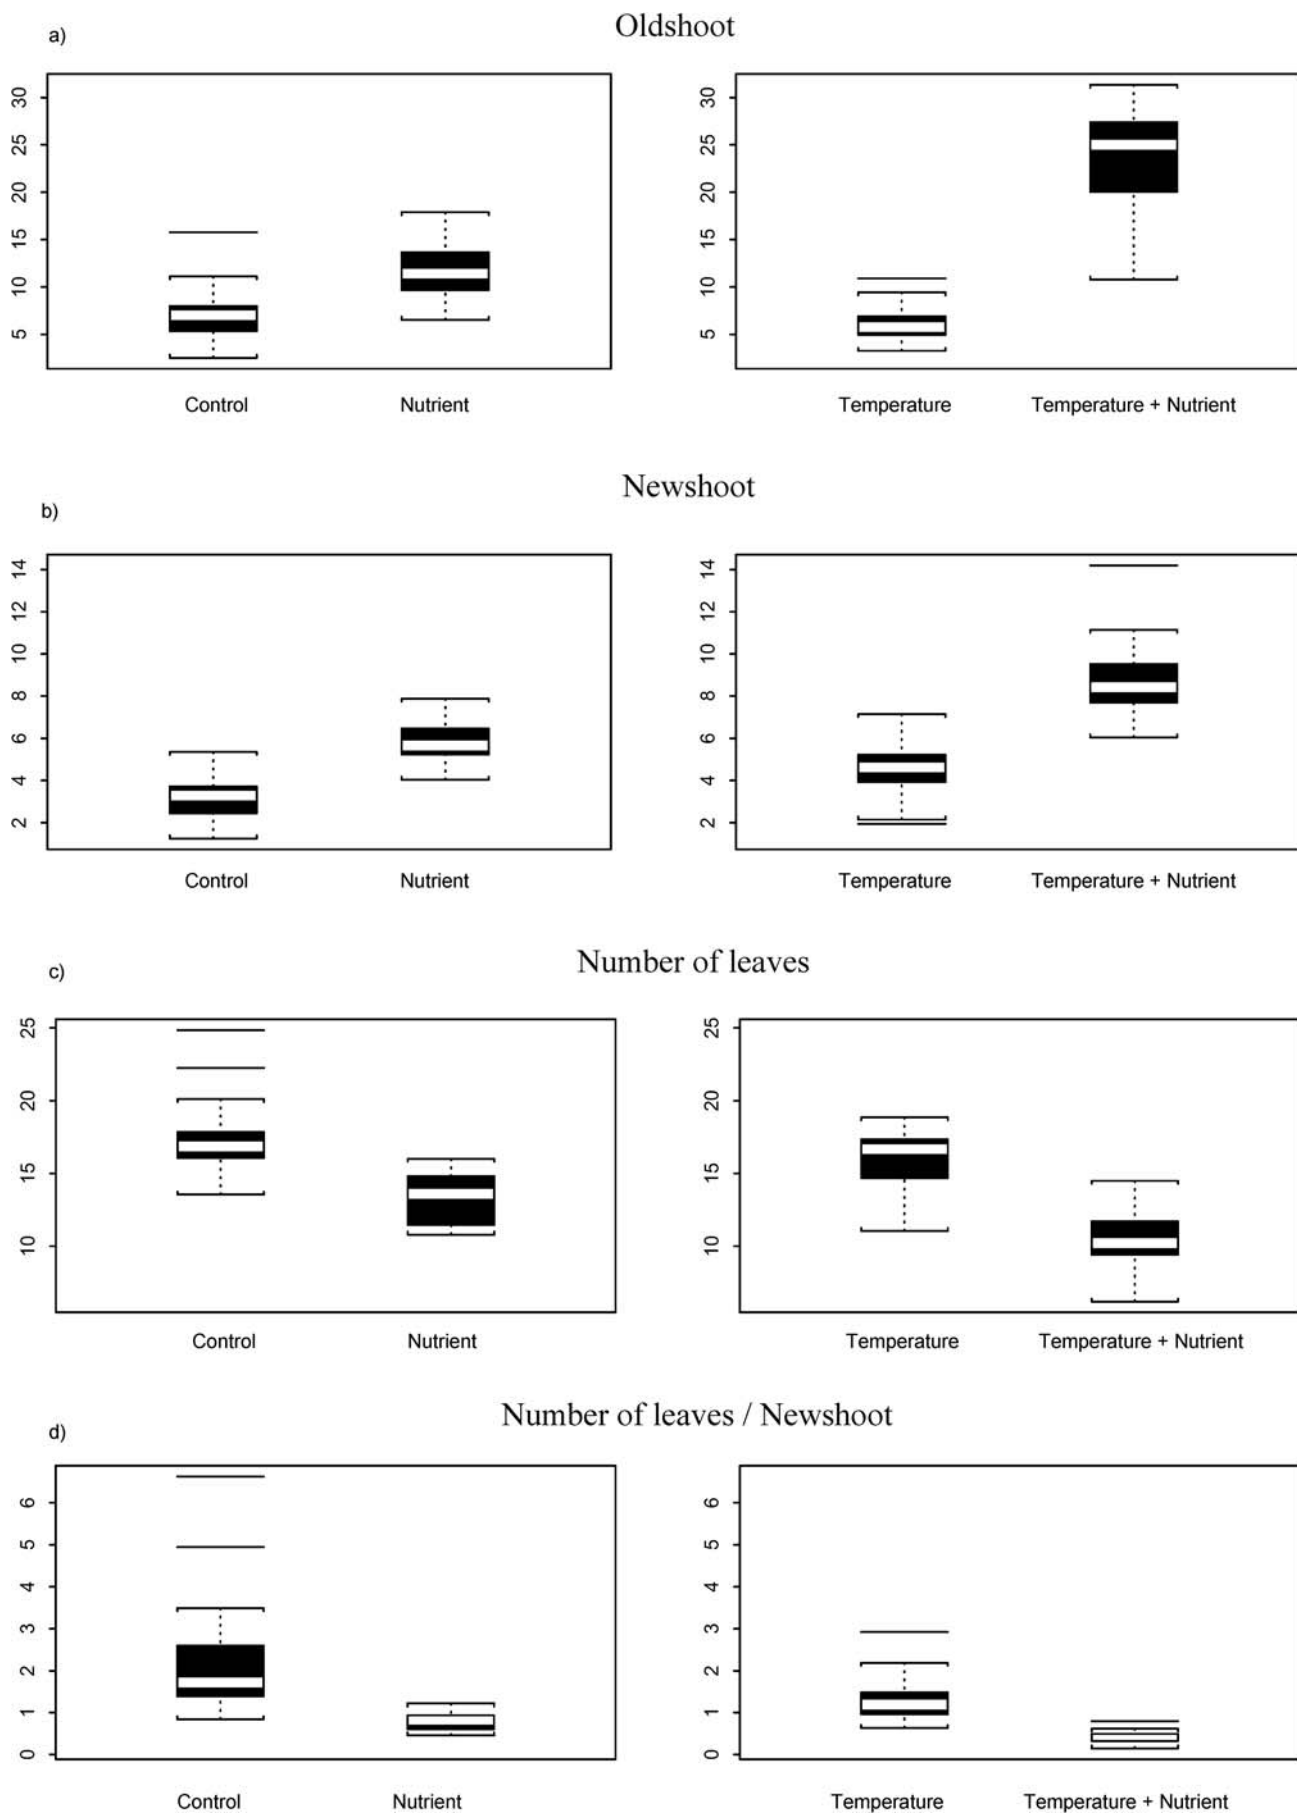 a)
Oldshoot
30
25
20
15
10
5
30
25
20
15
10
5
Control
Nutrient
Temperature
Temperature + Nutrient
b)
Newshoot
14
12
10
8
6
4
2
14
12
10
8
6
4
2
Control
Nutrient
Temperature
Temperature + Nutrient
c)
Number of leaves
25
20
15
10
25
20
15
10
Control
Nutrient
Temperature
Temperature + Nutrient
d)
Number of leaves / Newshoot
6
5
4
3
2
1
0
6
5
4
3
2
1
0
Control
Nutrient
Temperature
Temperature + Nutrient